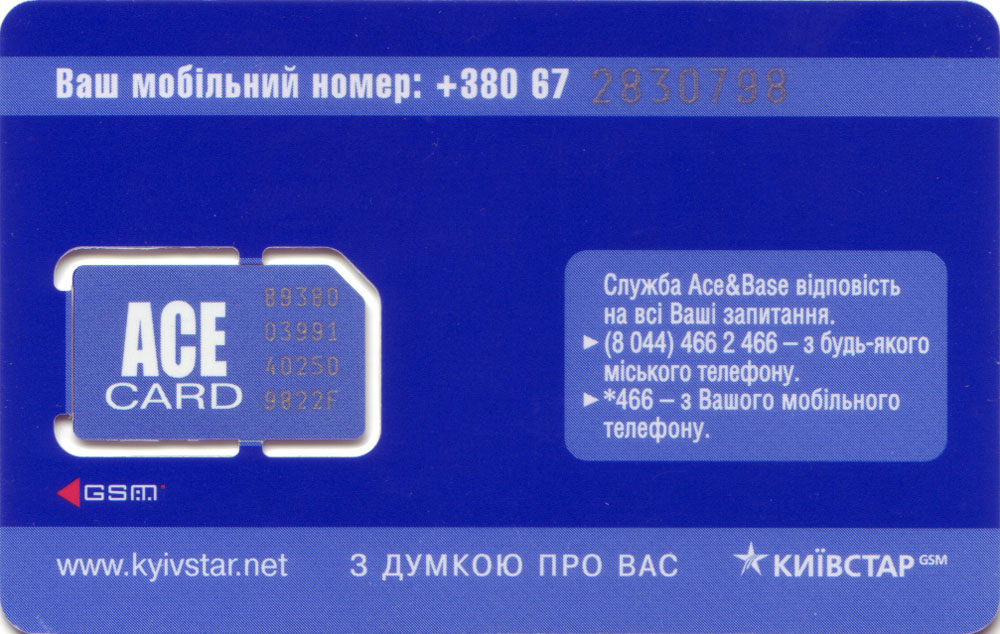 Ваш мобільний номер: +380 67 2830798
ACE
CARD
89380
03991
40250
9822F
Служба Ace&Base відповість
на всі Ваші запитання.
▶ (8 044) 466 2 466 – з будь-якого
міського телефону.
▶ *466 – з Вашого мобільного
телефону.
GSM
www.kyivstar.net
З ДУМКОЮ ПРО ВАС
КИЇВСТАР GSM